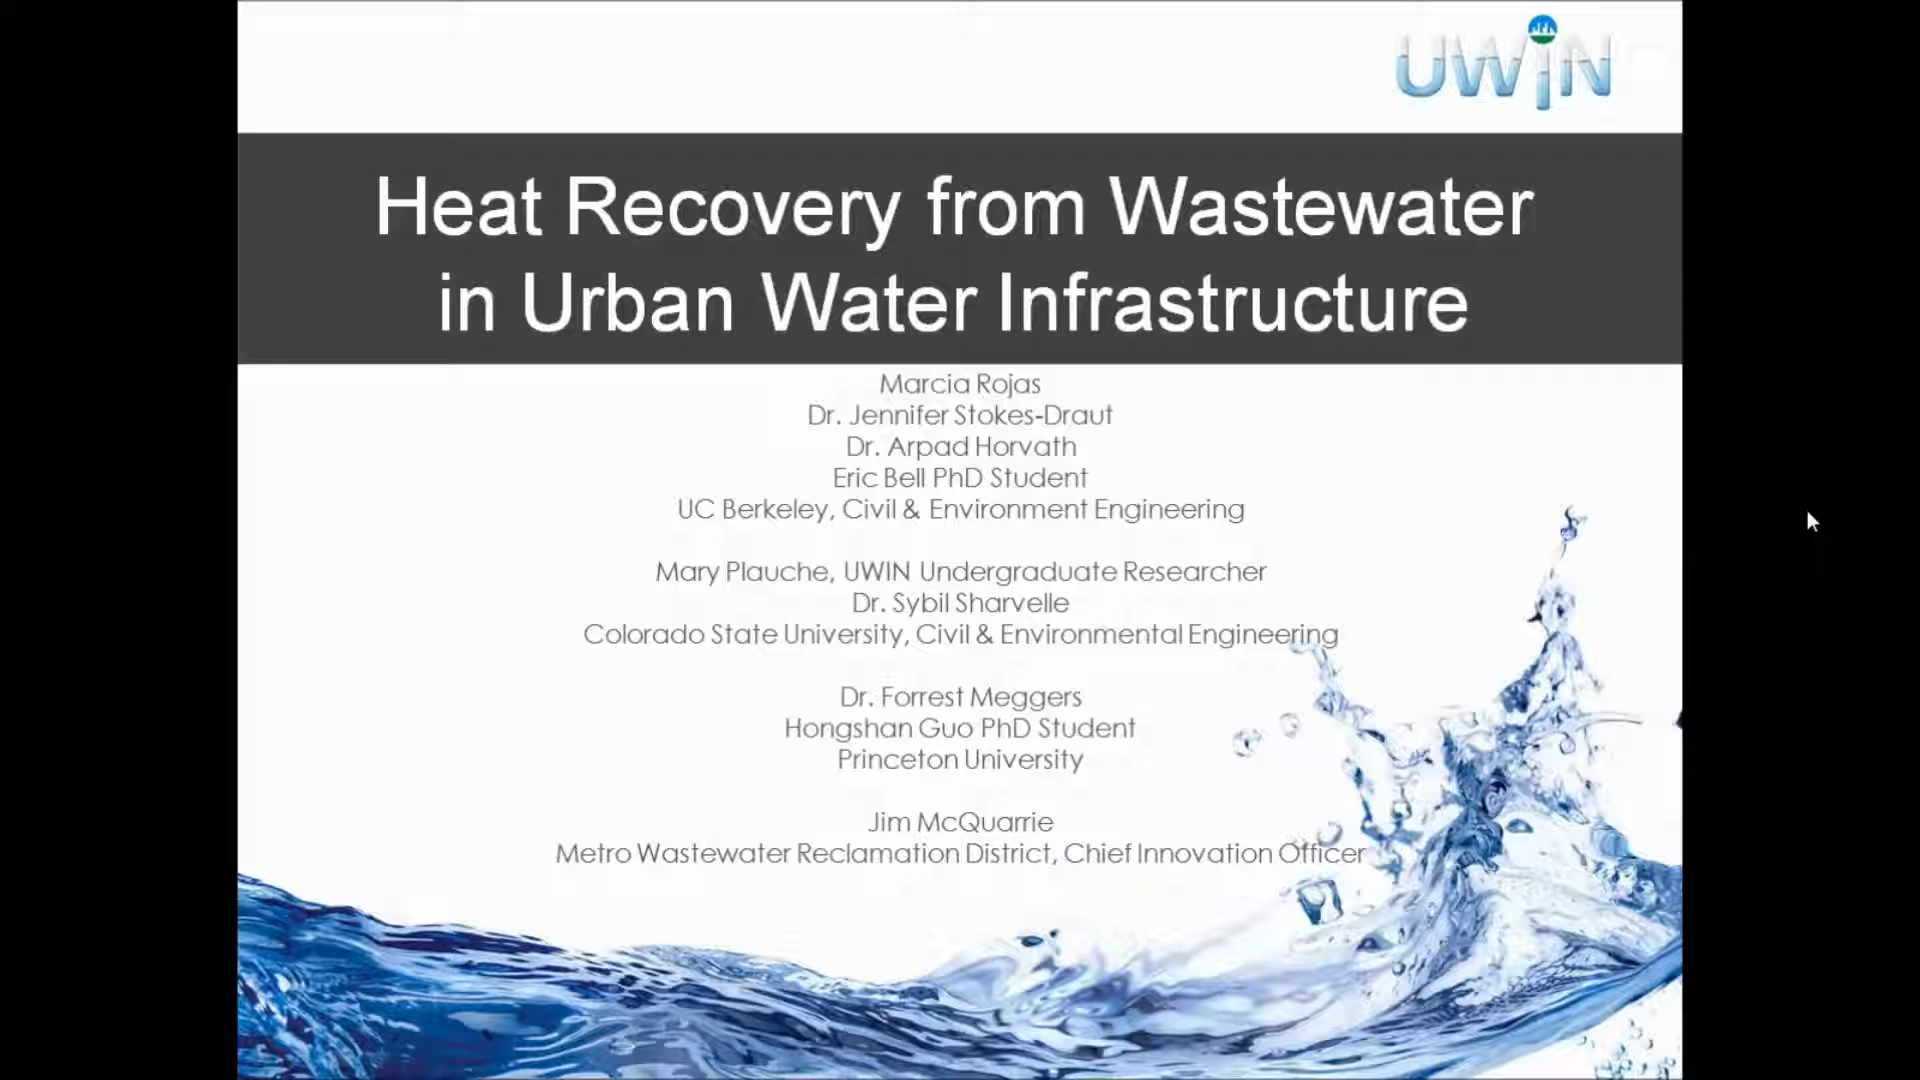 UWIN
Heat Recovery from Wastewater
in Urban Water Infrastructure
Marcia Rojas
Dr. Jennifer Stokes-Draut
Dr. Arpad Horvath
Eric Bell PhD Student
UC Berkeley, Civil & Environment Engineering
Mary Plauche, UWIN Undergraduate Researcher
Dr. Sybil Sharvelle
Colorado State University, Civil & Environmental Engineering
Dr. Forrest Meggers
Hongshan Guo PhD Student
Princeton University
Jim McQuarrie
Metro Wastewater Reclamation District, Chief Innovation Officer